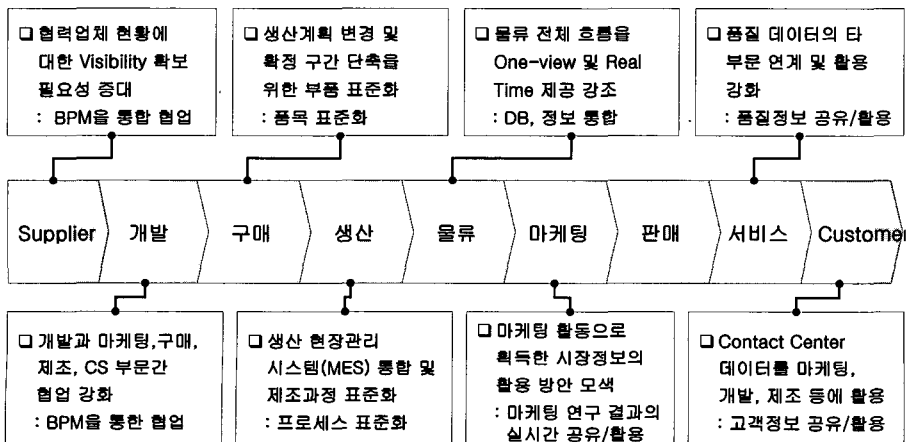 ❑ 협력업체 현황에
대한 Visibility 확보
필요성 증대
: BPM을 통합 협업
❑ 생산계획 변경 및
확정 구간 단축을
위한 부품 표준화
: 품목 표준화
❑ 물류 전체 흐름을
One-view 및 Real
Time 제공 강조
: DB, 정보 통합
❑ 품질 데이터의 타
부문 연계 및 활용
강화
: 품질정보 공유/활용
Supplier
개발
구매
생산
물류
마케팅
판매
서비스
Customer
❑ 개발과 마케팅,구매,
제조, CS 부문간
협업 강화
: BPM을 통한 협업
❑ 생산 현장관리
시스템(MES) 통합 및
제조과정 표준화
: 프로세스 표준화
❑ 마케팅 활동으로
획득한 시장정보의
활용 방안 모색
: 마케팅 연구 결과의
실시간 공유/활용
❑ Contact Center
데이터를 마케팅,
개발, 제조 등에 활용
: 고객정보 공유/활용